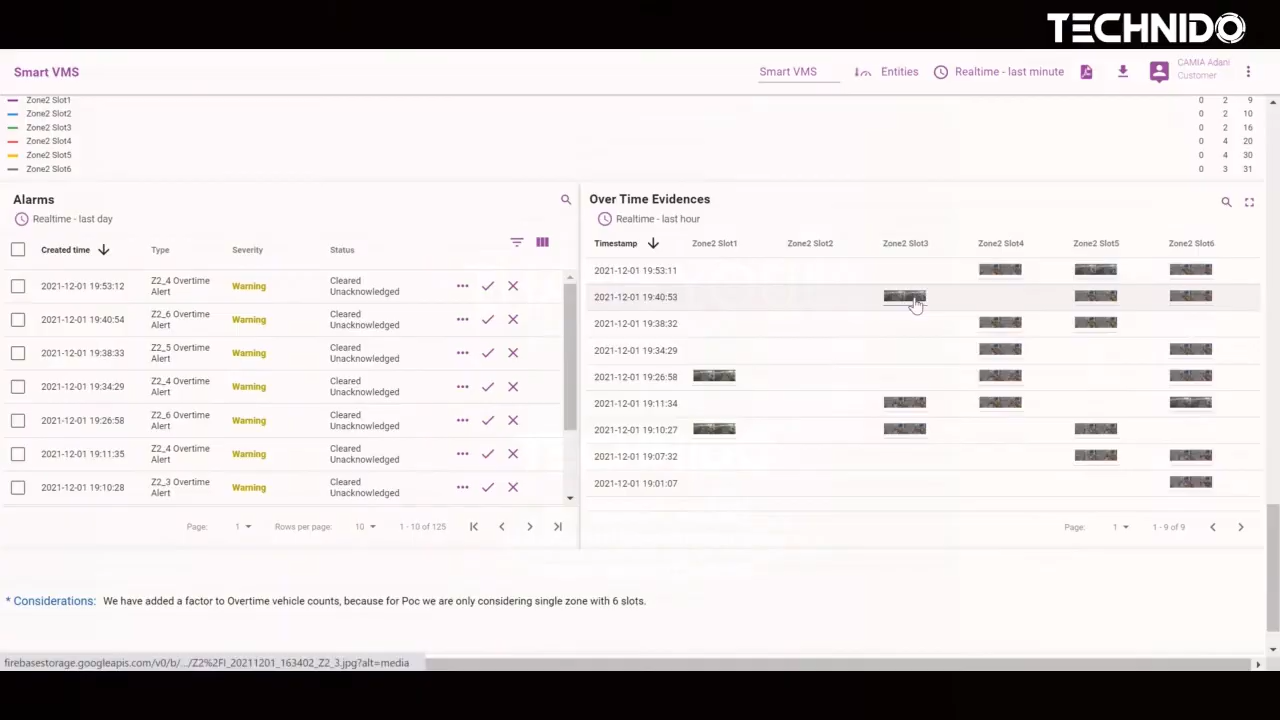 TECHNIDO
Smart VMS
Smart VMS
Entities
Realtime - last minute
CAMIA Adani
Customer
Zone2 Slot1 0 2 9
Zone2 Slot2 0 2 10
Zone2 Slot3 0 2 16
Zone2 Slot4 0 4 20
Zone2 Slot5 0 4 30
Zone2 Slot6 0 3 31
Alarms
Realtime - last day
Created time Type Severity Status
2021-12-01 19:53:12 Z2_4 Overtime Alert Warning Cleared Unacknowledged
2021-12-01 19:40:54 Z2_6 Overtime Alert Warning Cleared Unacknowledged
2021-12-01 19:38:33 Z2_5 Overtime Alert Warning Cleared Unacknowledged
2021-12-01 19:34:29 Z2_4 Overtime Alert Warning Cleared Unacknowledged
2021-12-01 19:26:58 Z2_6 Overtime Alert Warning Cleared Unacknowledged
2021-12-01 19:11:35 Z2_4 Overtime Alert Warning Cleared Unacknowledged
2021-12-01 19:10:28 Z2_3 Overtime Alert Warning Cleared Unacknowledged
Page: 1 Rows per page: 10 1 - 10 of 125
Over Time Evidences
Realtime - last hour
Timestamp Zone2 Slot1 Zone2 Slot2 Zone2 Slot3 Zone2 Slot4 Zone2 Slot5 Zone2 Slot6
2021-12-01 19:53:11
2021-12-01 19:40:53
2021-12-01 19:38:32
2021-12-01 19:34:29
2021-12-01 19:26:58
2021-12-01 19:11:34
2021-12-01 19:10:27
2021-12-01 19:07:32
2021-12-01 19:01:07
Page: 1 1 - 9 of 9
* Considerations: We have added a factor to Overtime vehicle counts, because for Poc we are only considering single zone with 6 slots.
firebasestorage.googleapis.com/v0/b/.../Z2%2FI_20211201_163402_Z2_3.jpg?alt=media